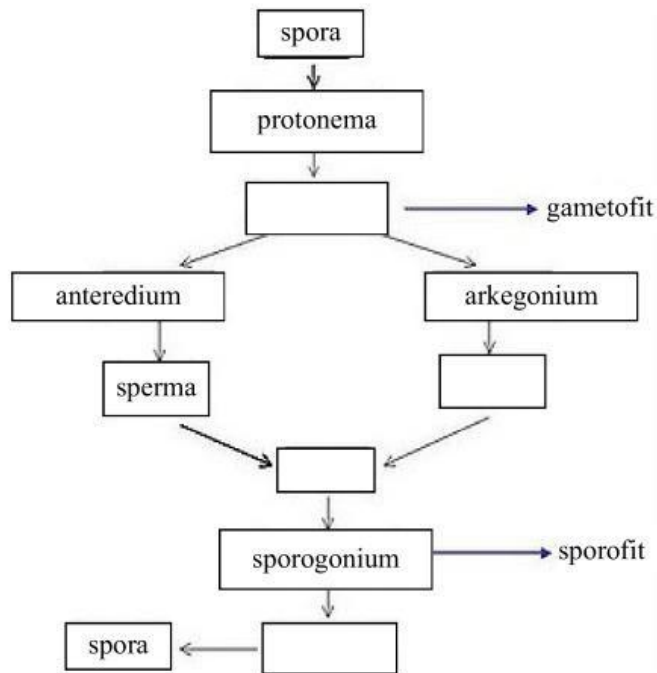 spora
protonema
gametofit
anteredium
arkegonium
sperma
sporogonium
sporofit
spora